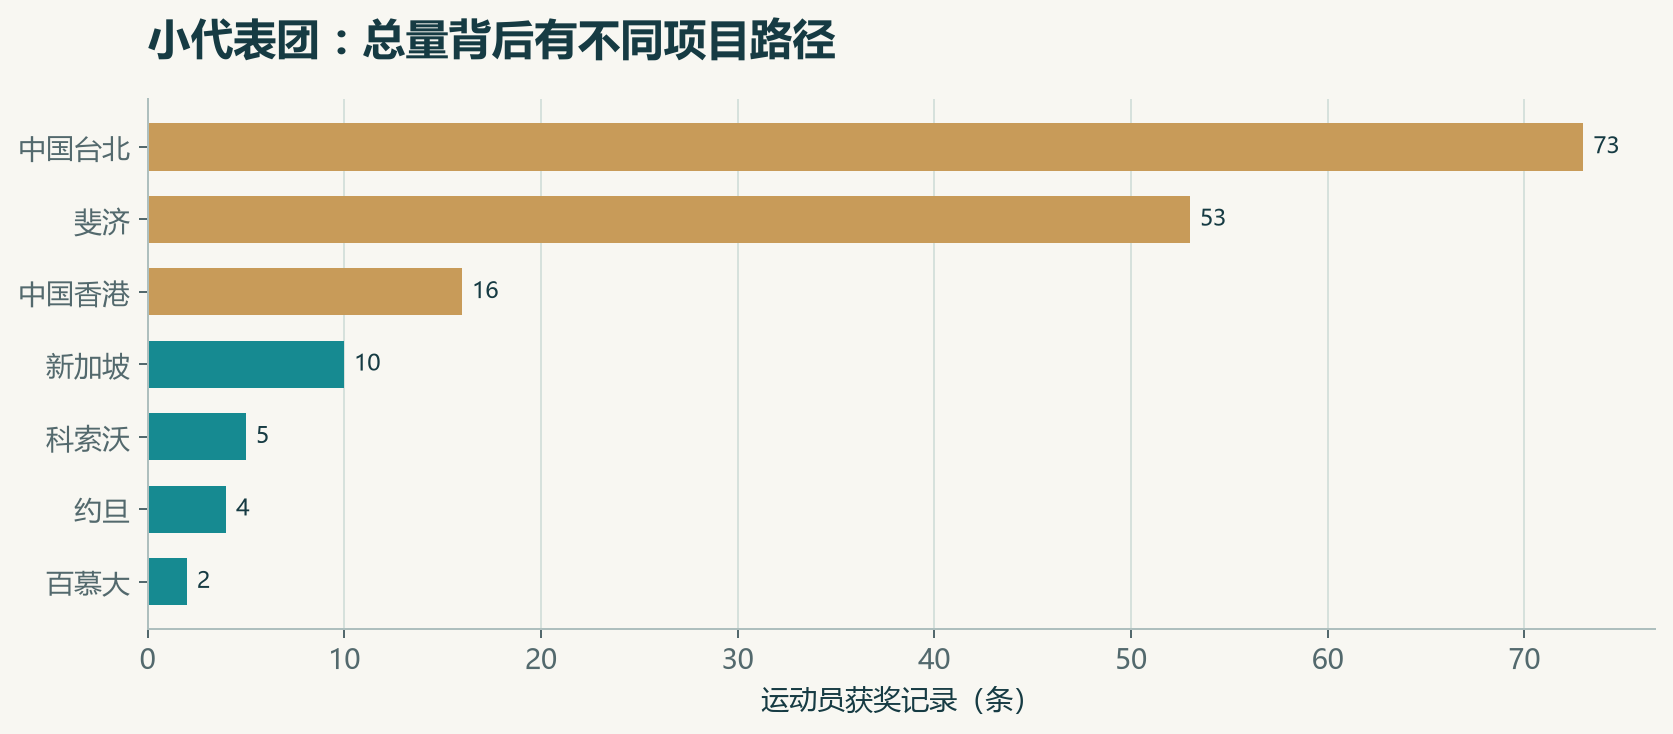 小代表团：总量背后有不同项目路径
中国台北 73
斐济 53
中国香港 16
新加坡 10
科索沃 5
约旦 4
百慕大 2
0 10 20 30 40 50 60 70
运动员获奖记录（条）